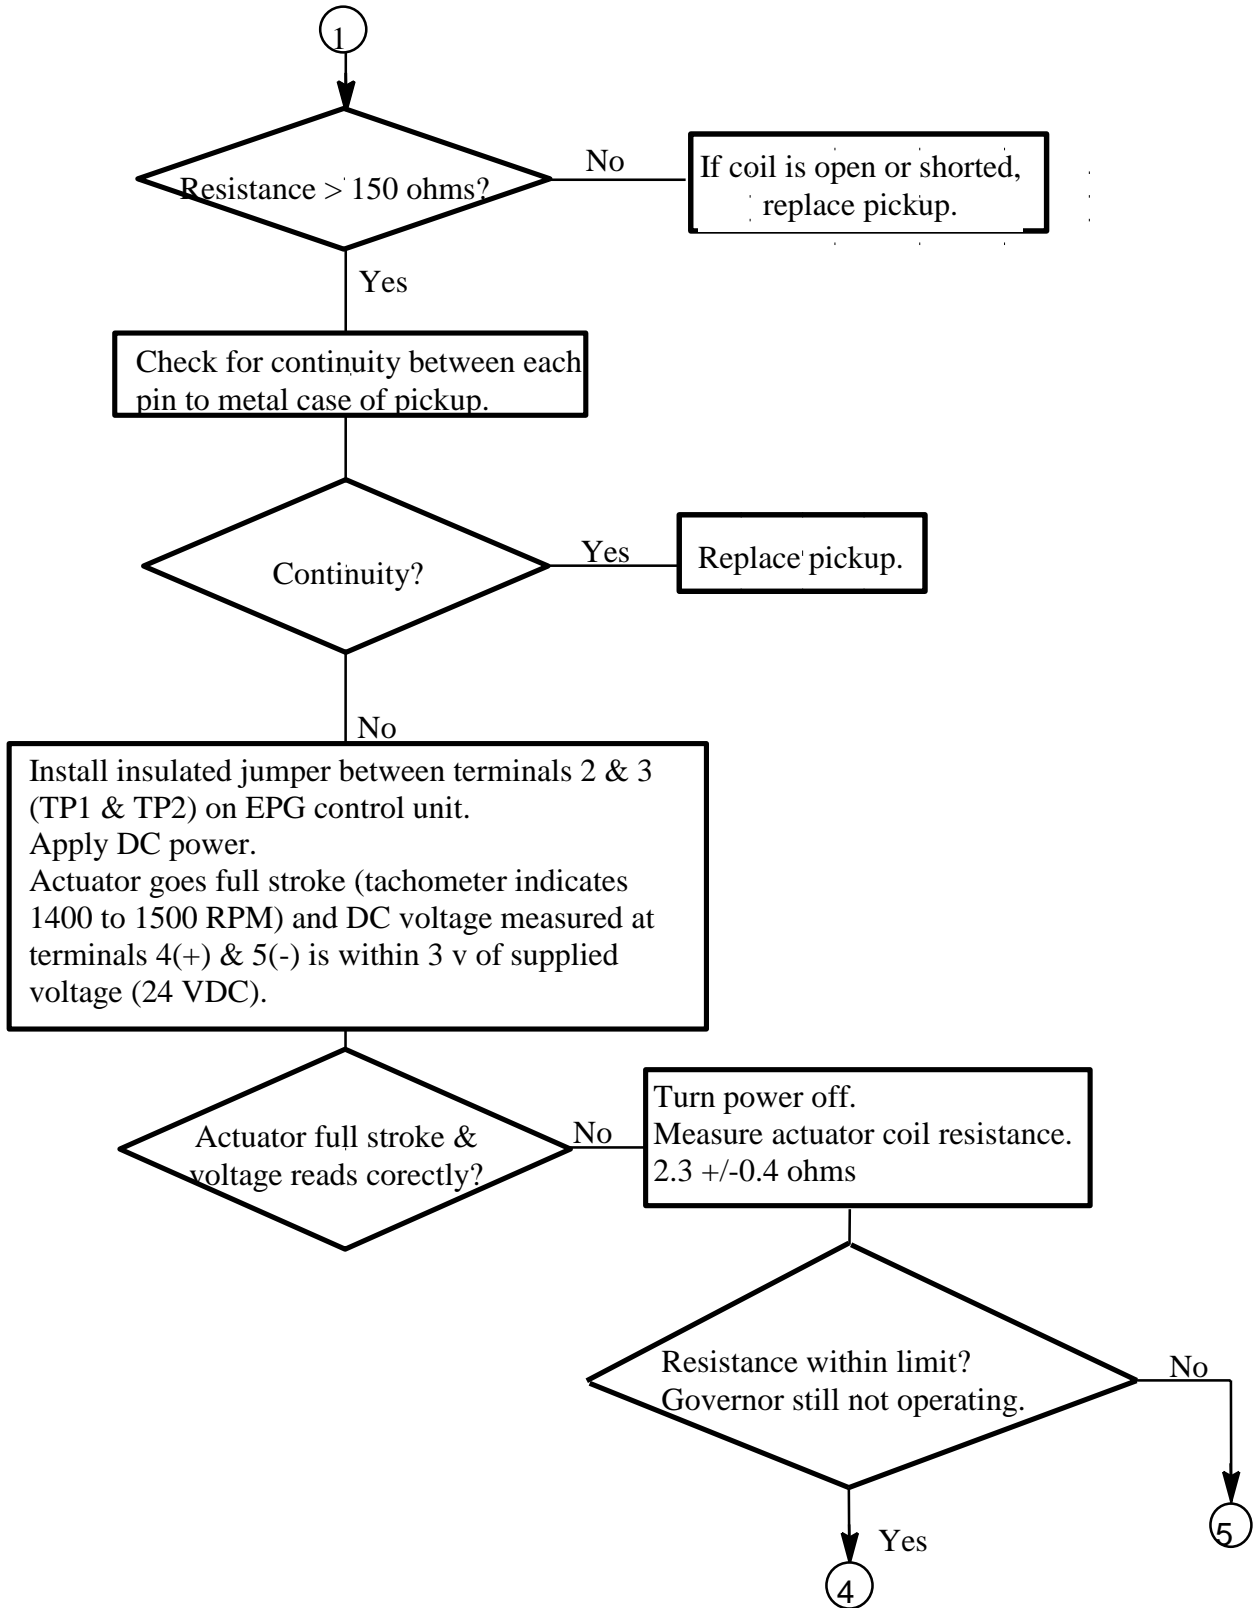 1
Resistance > 150 ohms?
No
If coil is open or shorted,
replace pickup.
Yes
Check for continuity between each
pin to metal case of pickup.
Continuity?
Yes
Replace pickup.
No
Install insulated jumper between terminals 2 & 3
(TP1 & TP2) on EPG control unit.
Apply DC power.
Actuator goes full stroke (tachometer indicates
1400 to 1500 RPM) and DC voltage measured at
terminals 4(+) & 5(-) is within 3 v of supplied
voltage (24 VDC).
Actuator full stroke &
voltage reads corectly?
No
Turn power off.
Measure actuator coil resistance.
2.3 +/-0.4 ohms
Resistance within limit?
Governor still not operating.
No
5
Yes
4